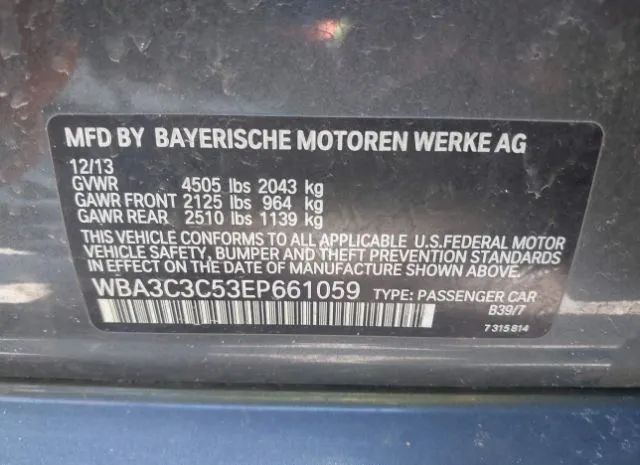 MFD BY BAYERISCHE MOTOREN WERKE AG
12/13
GVWR 4505 lbs 2043 kg
GAWR FRONT 2125 lbs 964 kg
GAWR REAR 2510 lbs 1139 kg
THIS VEHICLE CONFORMS TO ALL APPLICABLE U.S.FEDERAL MOTOR
VEHICLE SAFETY, BUMPER AND THEFT PREVENTION STANDARDS
IN EFFECT ON THE DATE OF MANUFACTURE SHOWN ABOVE.
WBA3C3C53EP661059 TYPE: PASSENGER CAR
B39/7
7315814